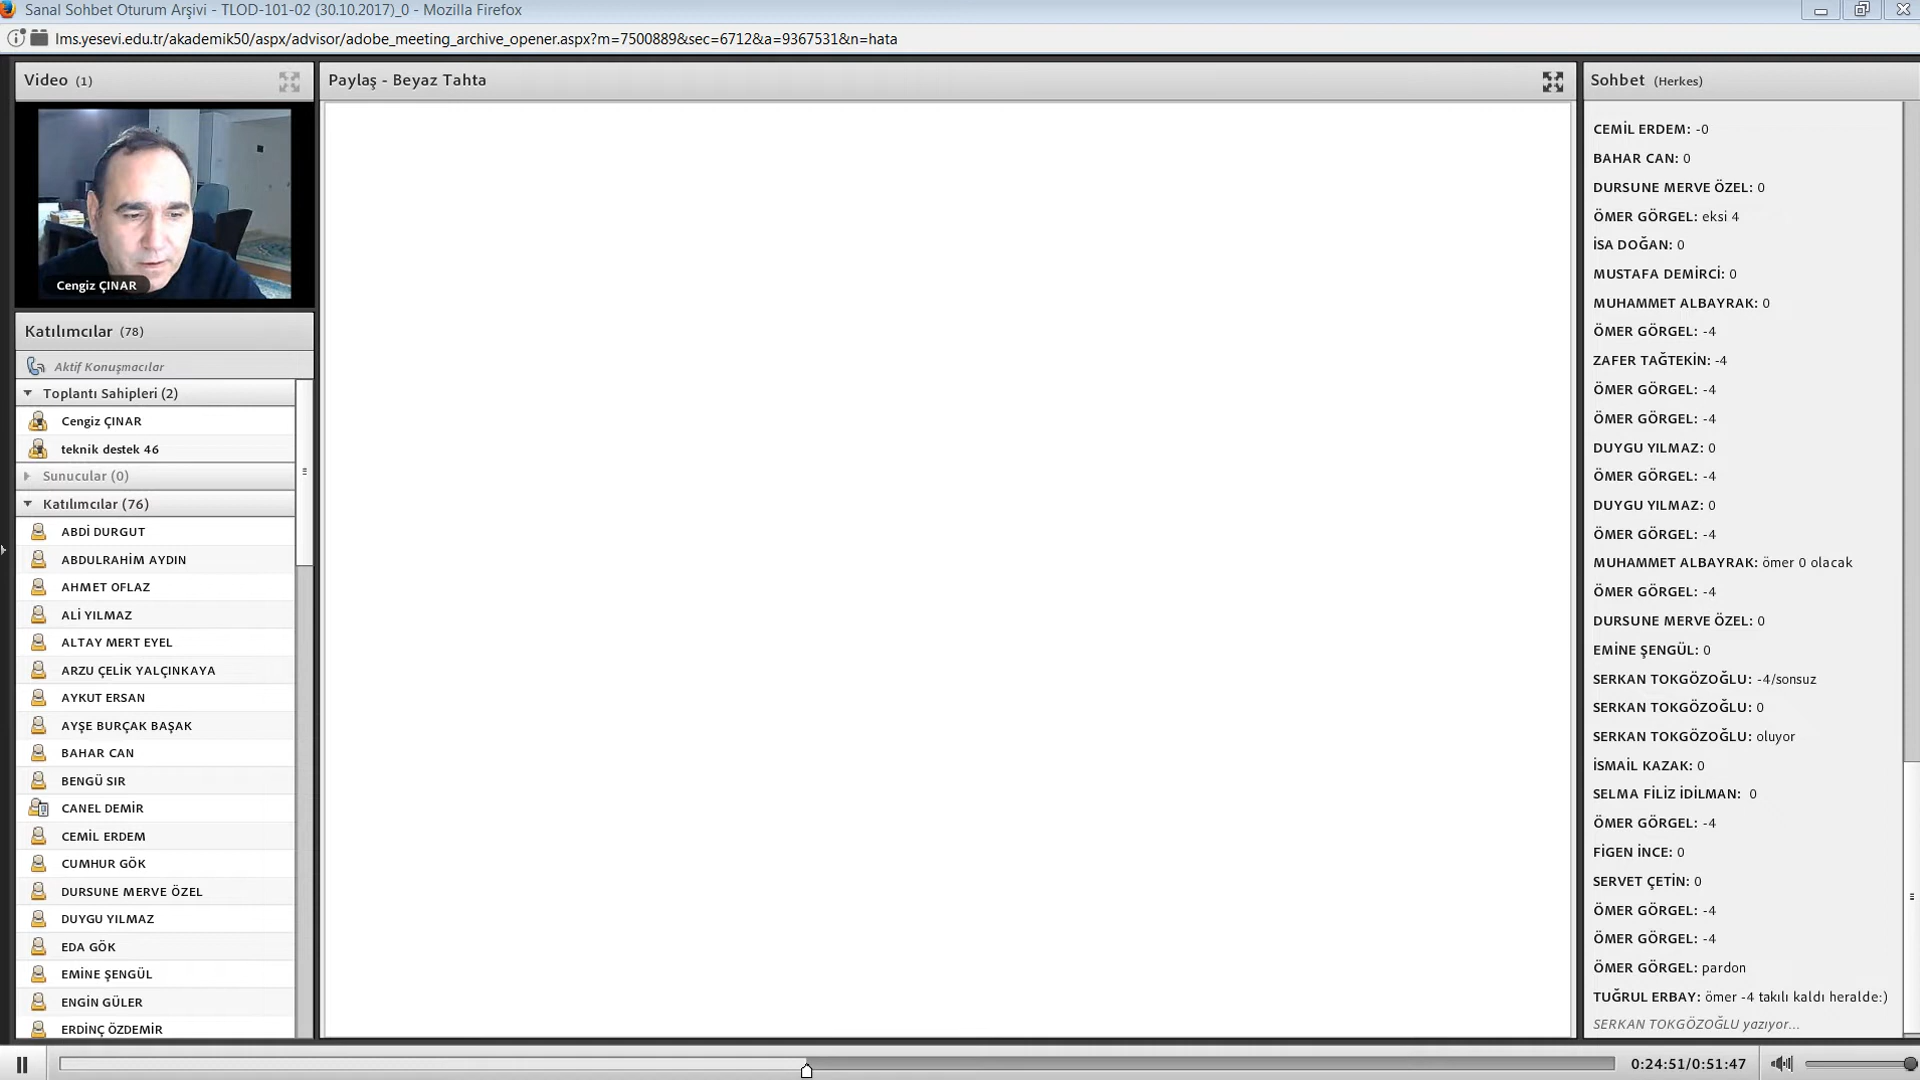 Sanal Sohbet Oturum Arşivi - TLOD-101-02 (30.10.2017)_0 - Mozilla Firefox
lms.yesevi.edu.tr/akademik50/aspx/advisor/adobe_meeting_archive_opener.aspx?m=7500889&sec=6712&a=9367531&n=hata
Video (1)
Cengiz ÇINAR
Katılımcılar (78)
Aktif Konuşmacılar
Toplantı Sahipleri (2)
Cengiz ÇINAR
teknik destek 46
Sunucular (0)
Katılımcılar (76)
ABDİ DURGUT
ABDULRAHİM AYDIN
AHMET OFLAZ
ALİ YILMAZ
ALTAY MERT EYEL
ARZU ÇELİK YALÇINKAYA
AYKUT ERSAN
AYŞE BURÇAK BAŞAK
BAHAR CAN
BENGÜ SIR
CANEL DEMİR
CEMİL ERDEM
CUMHUR GÖK
DURSUNE MERVE ÖZEL
DUYGU YILMAZ
EDA GÖK
EMİNE ŞENGÜL
ENGİN GÜLER
ERDİNÇ ÖZDEMİR
Paylaş - Beyaz Tahta
Sohbet (Herkes)
CEMİL ERDEM: -0
BAHAR CAN: 0
DURSUNE MERVE ÖZEL: 0
ÖMER GÖRGEL: eksi 4
İSA DOĞAN: 0
MUSTAFA DEMİRCİ: 0
MUHAMMET ALBAYRAK: 0
ÖMER GÖRGEL: -4
ZAFER TAĞTEKİN: -4
ÖMER GÖRGEL: -4
ÖMER GÖRGEL: -4
DUYGU YILMAZ: 0
ÖMER GÖRGEL: -4
DUYGU YILMAZ: 0
ÖMER GÖRGEL: -4
MUHAMMET ALBAYRAK: ömer 0 olacak
ÖMER GÖRGEL: -4
DURSUNE MERVE ÖZEL: 0
EMİNE ŞENGÜL: 0
SERKAN TOKGÖZOĞLU: -4/sonsuz
SERKAN TOKGÖZOĞLU: 0
SERKAN TOKGÖZOĞLU: oluyor
İSMAİL KAZAK: 0
SELMA FİLİZ İDİLMAN: 0
ÖMER GÖRGEL: -4
FİGEN İNCE: 0
SERVET ÇETİN: 0
ÖMER GÖRGEL: -4
ÖMER GÖRGEL: -4
ÖMER GÖRGEL: pardon
TUĞRUL ERBAY: ömer -4 takılı kaldı heralde:)
SERKAN TOKGÖZOĞLU yazıyor...
0:24:51/0:51:47